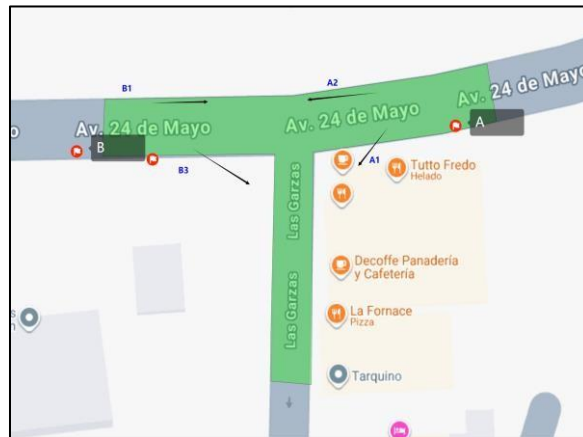 B1
A2
Av. 24 de Mayo
Av. 24 de Mayo
Av. 24 de Mayo
o
A
B
B3
A1
Las Garzas
Las Garzas
Tutto Fredo
Helado
Decoffe Panadería
y Cafetería
La Fornace
Pizza
s
n
Tarquino